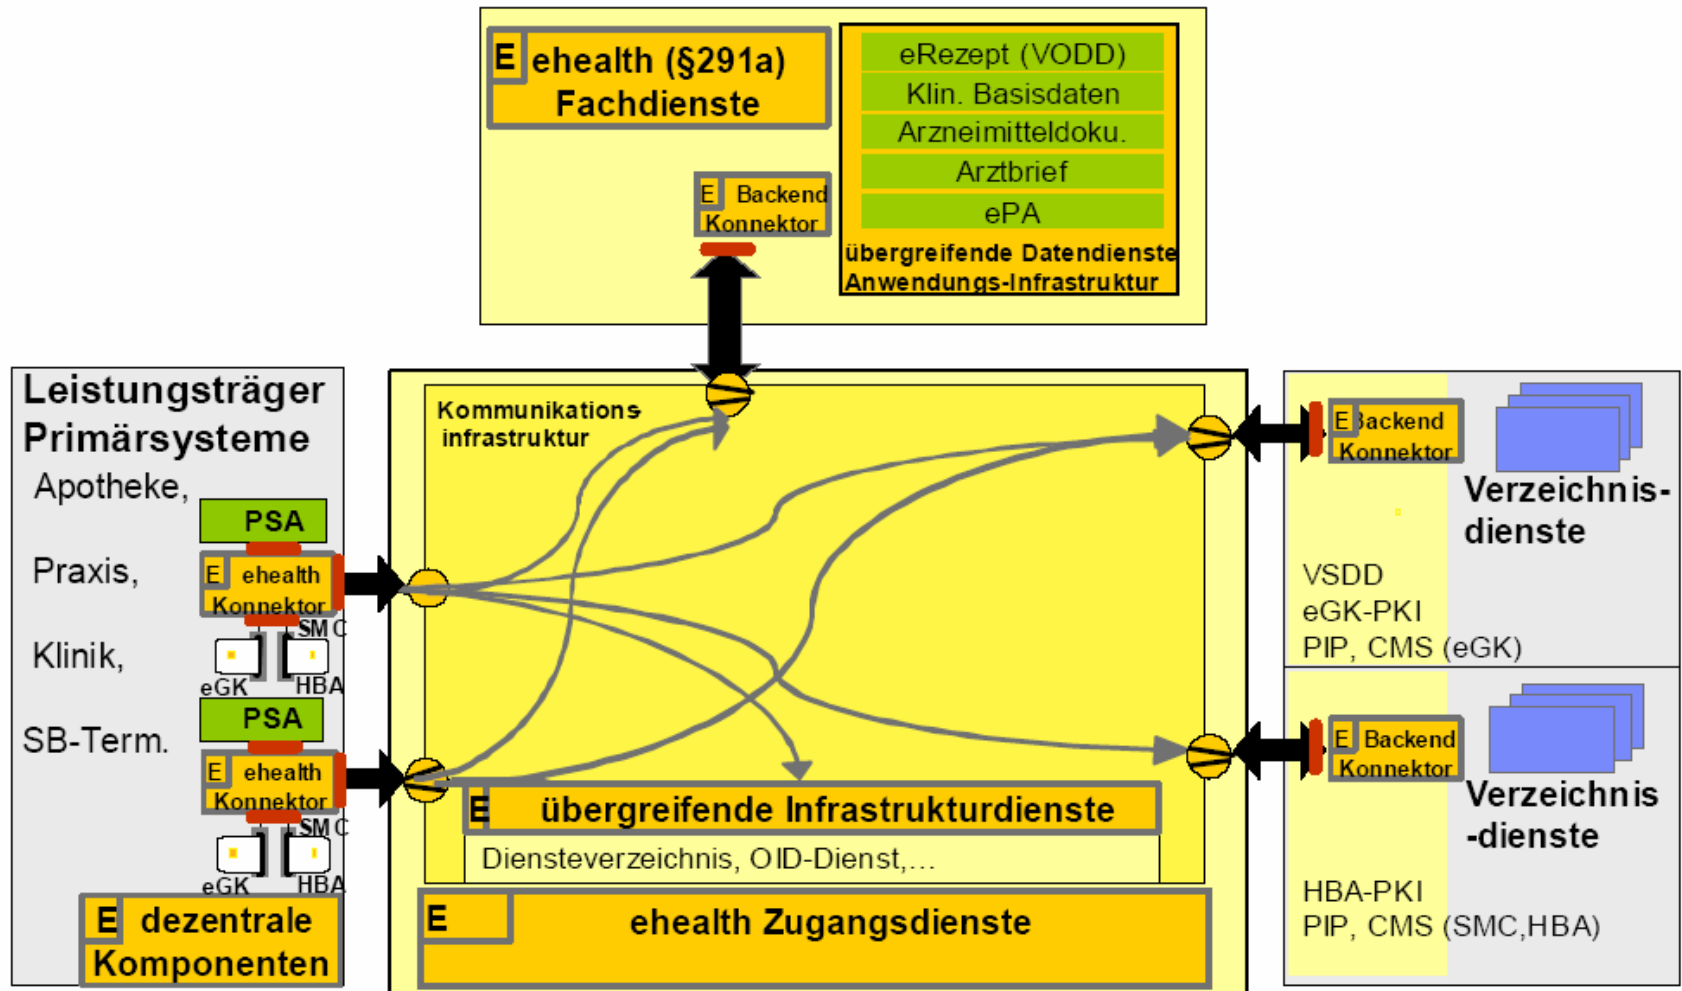 E ehealth (§291a)
Fachdienste
eRezept (VODD)
Klin. Basisdaten
Arzneimitteldoku.
Arztbrief
ePA
übergreifende Datendienste
Anwendungs-Infrastruktur
E Backend
Konnektor
Leistungsträger
Primärsysteme
Apotheke,
PSA
Praxis,
E ehealth
Konnektor
SMC
Klinik,
eGK
HBA
PSA
SB-Term.
E ehealth
Konnektor
SMC
eGK
HBA
E dezentrale
Komponenten
Kommunikations-
infrastruktur
E übergreifende Infrastrukturdienste
Diensteverzeichnis, OID-Dienst,...
E ehealth Zugangsdienste
E Backend
Konnektor
Verzeichnis-
dienste
VSDD
eGK-PKI
PIP, CMS (eGK)
E Backend
Konnektor
Verzeichnis
-dienste
HBA-PKI
PIP, CMS (SMC,HBA)